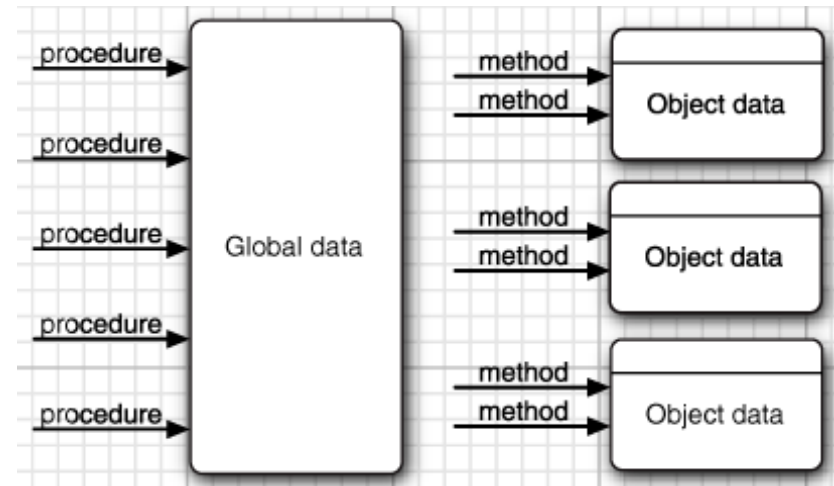 procedure
procedure
procedure
procedure
procedure
Global data
method
method
Object data
method
method
Object data
method
method
Object data